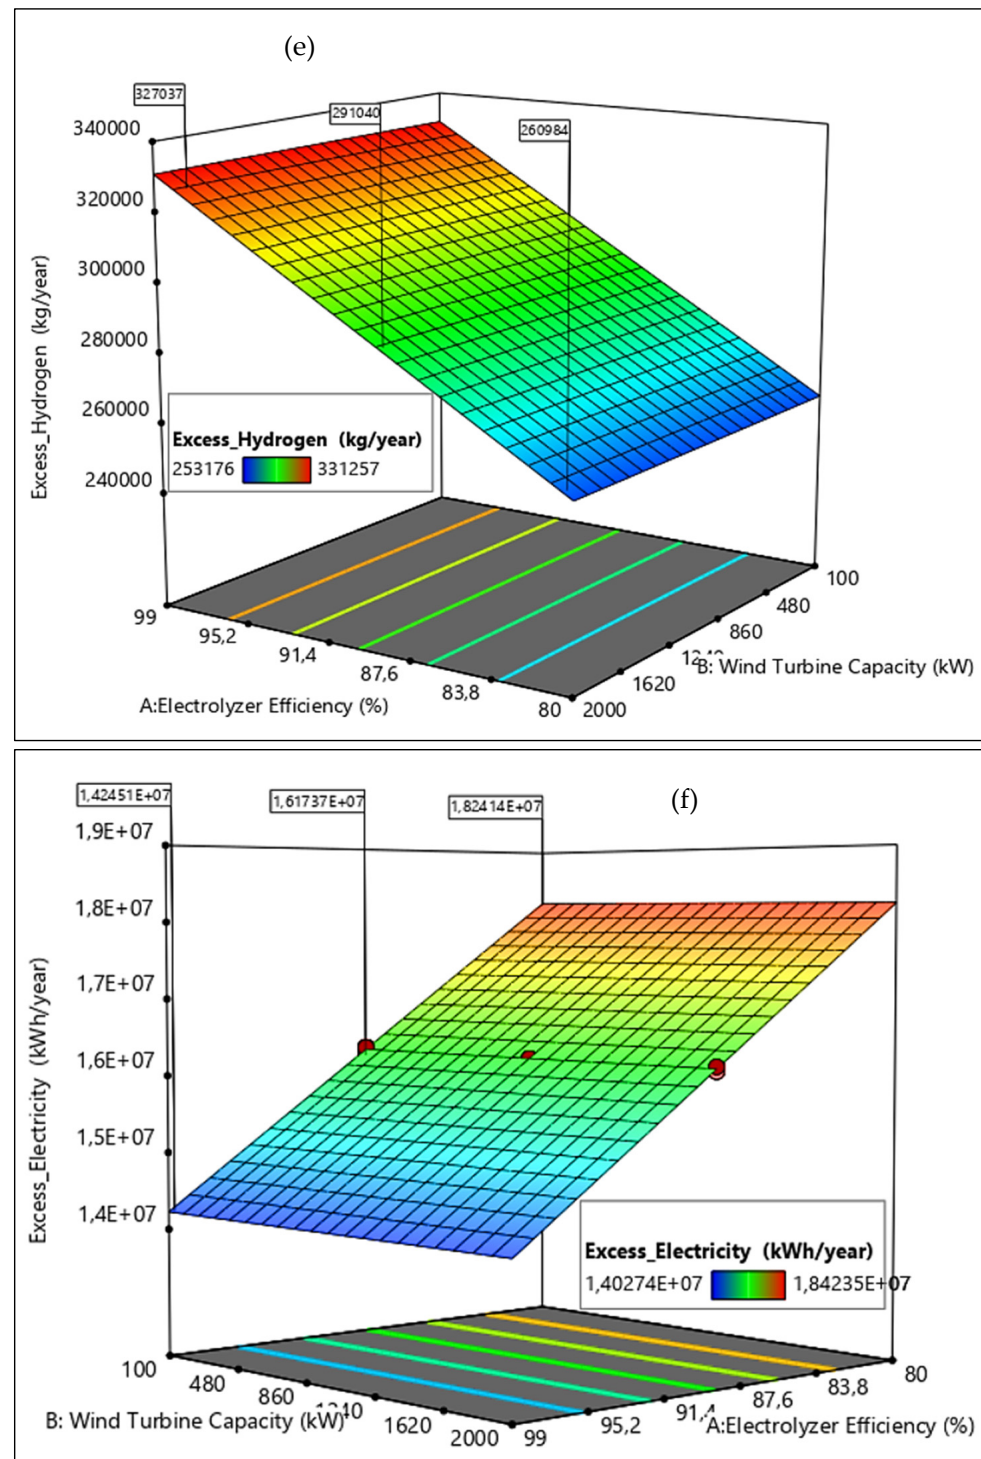 (e)
327037
291040
260984
340000
320000
300000
280000
260000
240000
Excess_Hydrogen (kg/year)
Excess_Hydrogen (kg/year)
253176 331257
99
95,2
91,4
87,6
83,8
80
A:Electrolyzer Efficiency (%)
100
480
860
1620
2000
B: Wind Turbine Capacity (kW)
(f)
1,42451E+07
1,61737E+07
1,82414E+07
1,9E+07
1,8E+07
1,7E+07
1,6E+07
1,5E+07
1,4E+07
Excess_Electricity (kWh/year)
Excess_Electricity (kWh/year)
1,40274E+07 1,84235E+07
100
480
860
1620
2000
B: Wind Turbine Capacity (kW)
99
95,2
91,4
87,6
83,8
80
A:Electrolyzer Efficiency (%)